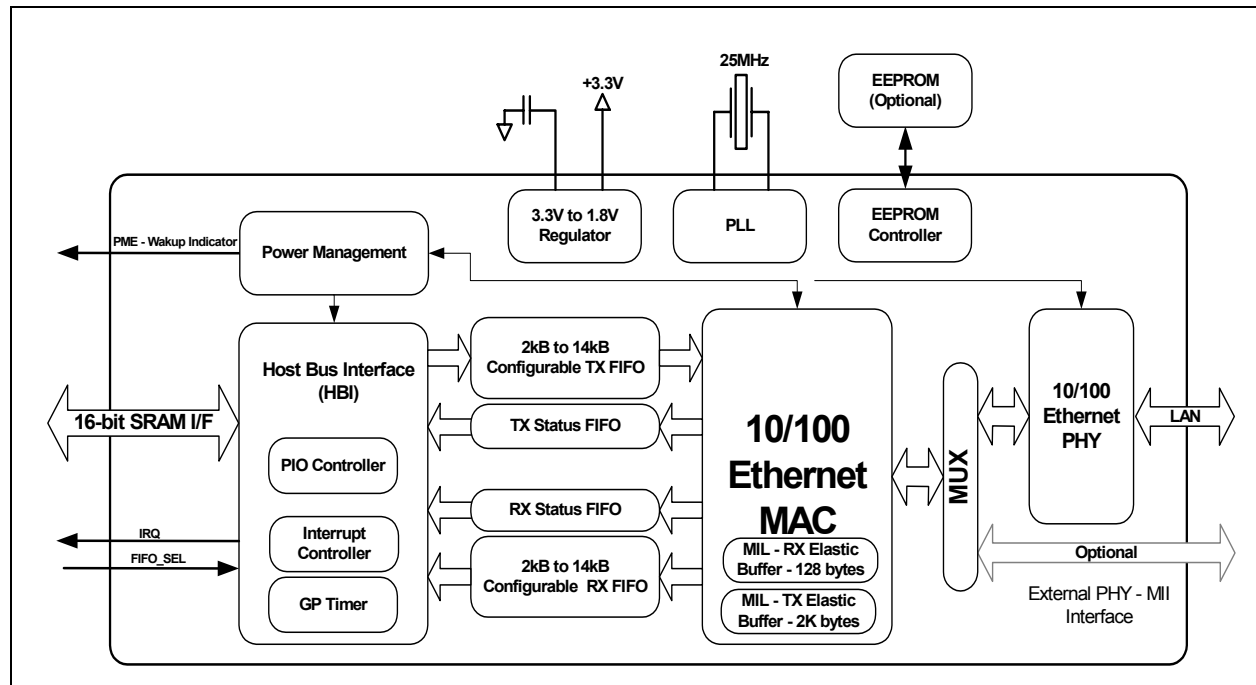 25MHz
+3.3V
EEPROM
(Optional)
3.3V to 1.8V
Regulator
PLL
EEPROM
Controller
PME - Wakup Indicator
Power Management
Host Bus Interface
(HBI)
2kB to 14kB
Configurable TX FIFO
16-bit SRAM I/F
TX Status FIFO
PIO Controller
RX Status FIFO
IRQ
FIFO_SEL
Interrupt
Controller
2kB to 14kB
Configurable RX FIFO
GP Timer
10/100
Ethernet
MAC
MIL - RX Elastic
Buffer - 128 bytes
MIL - TX Elastic
Buffer - 2K bytes
MUX
10/100
Ethernet
PHY
LAN
Optional
External PHY - MII
Interface